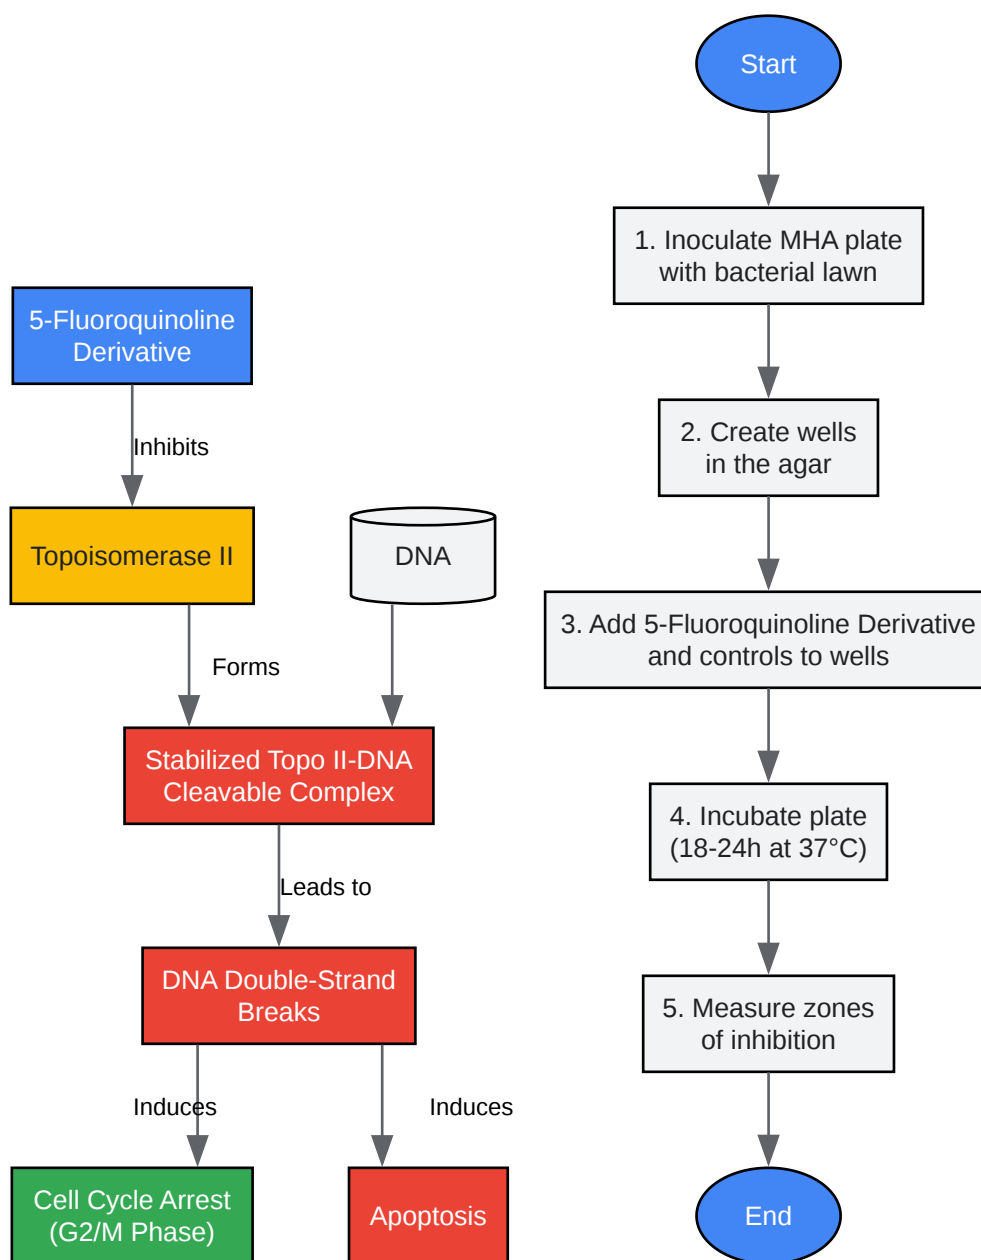 5-Fluoroquinoline
Derivative
Inhibits
Topoisomerase II
DNA
Forms
Stabilized Topo II-DNA
Cleavable Complex
Leads to
DNA Double-Strand
Breaks
Induces
Induces
Cell Cycle Arrest
(G2/M Phase)
Apoptosis
Start
1. Inoculate MHA plate
with bacterial lawn
2. Create wells
in the agar
3. Add 5-Fluoroquinoline Derivative
and controls to wells
4. Incubate plate
(18-24h at 37°C)
5. Measure zones
of inhibition
End